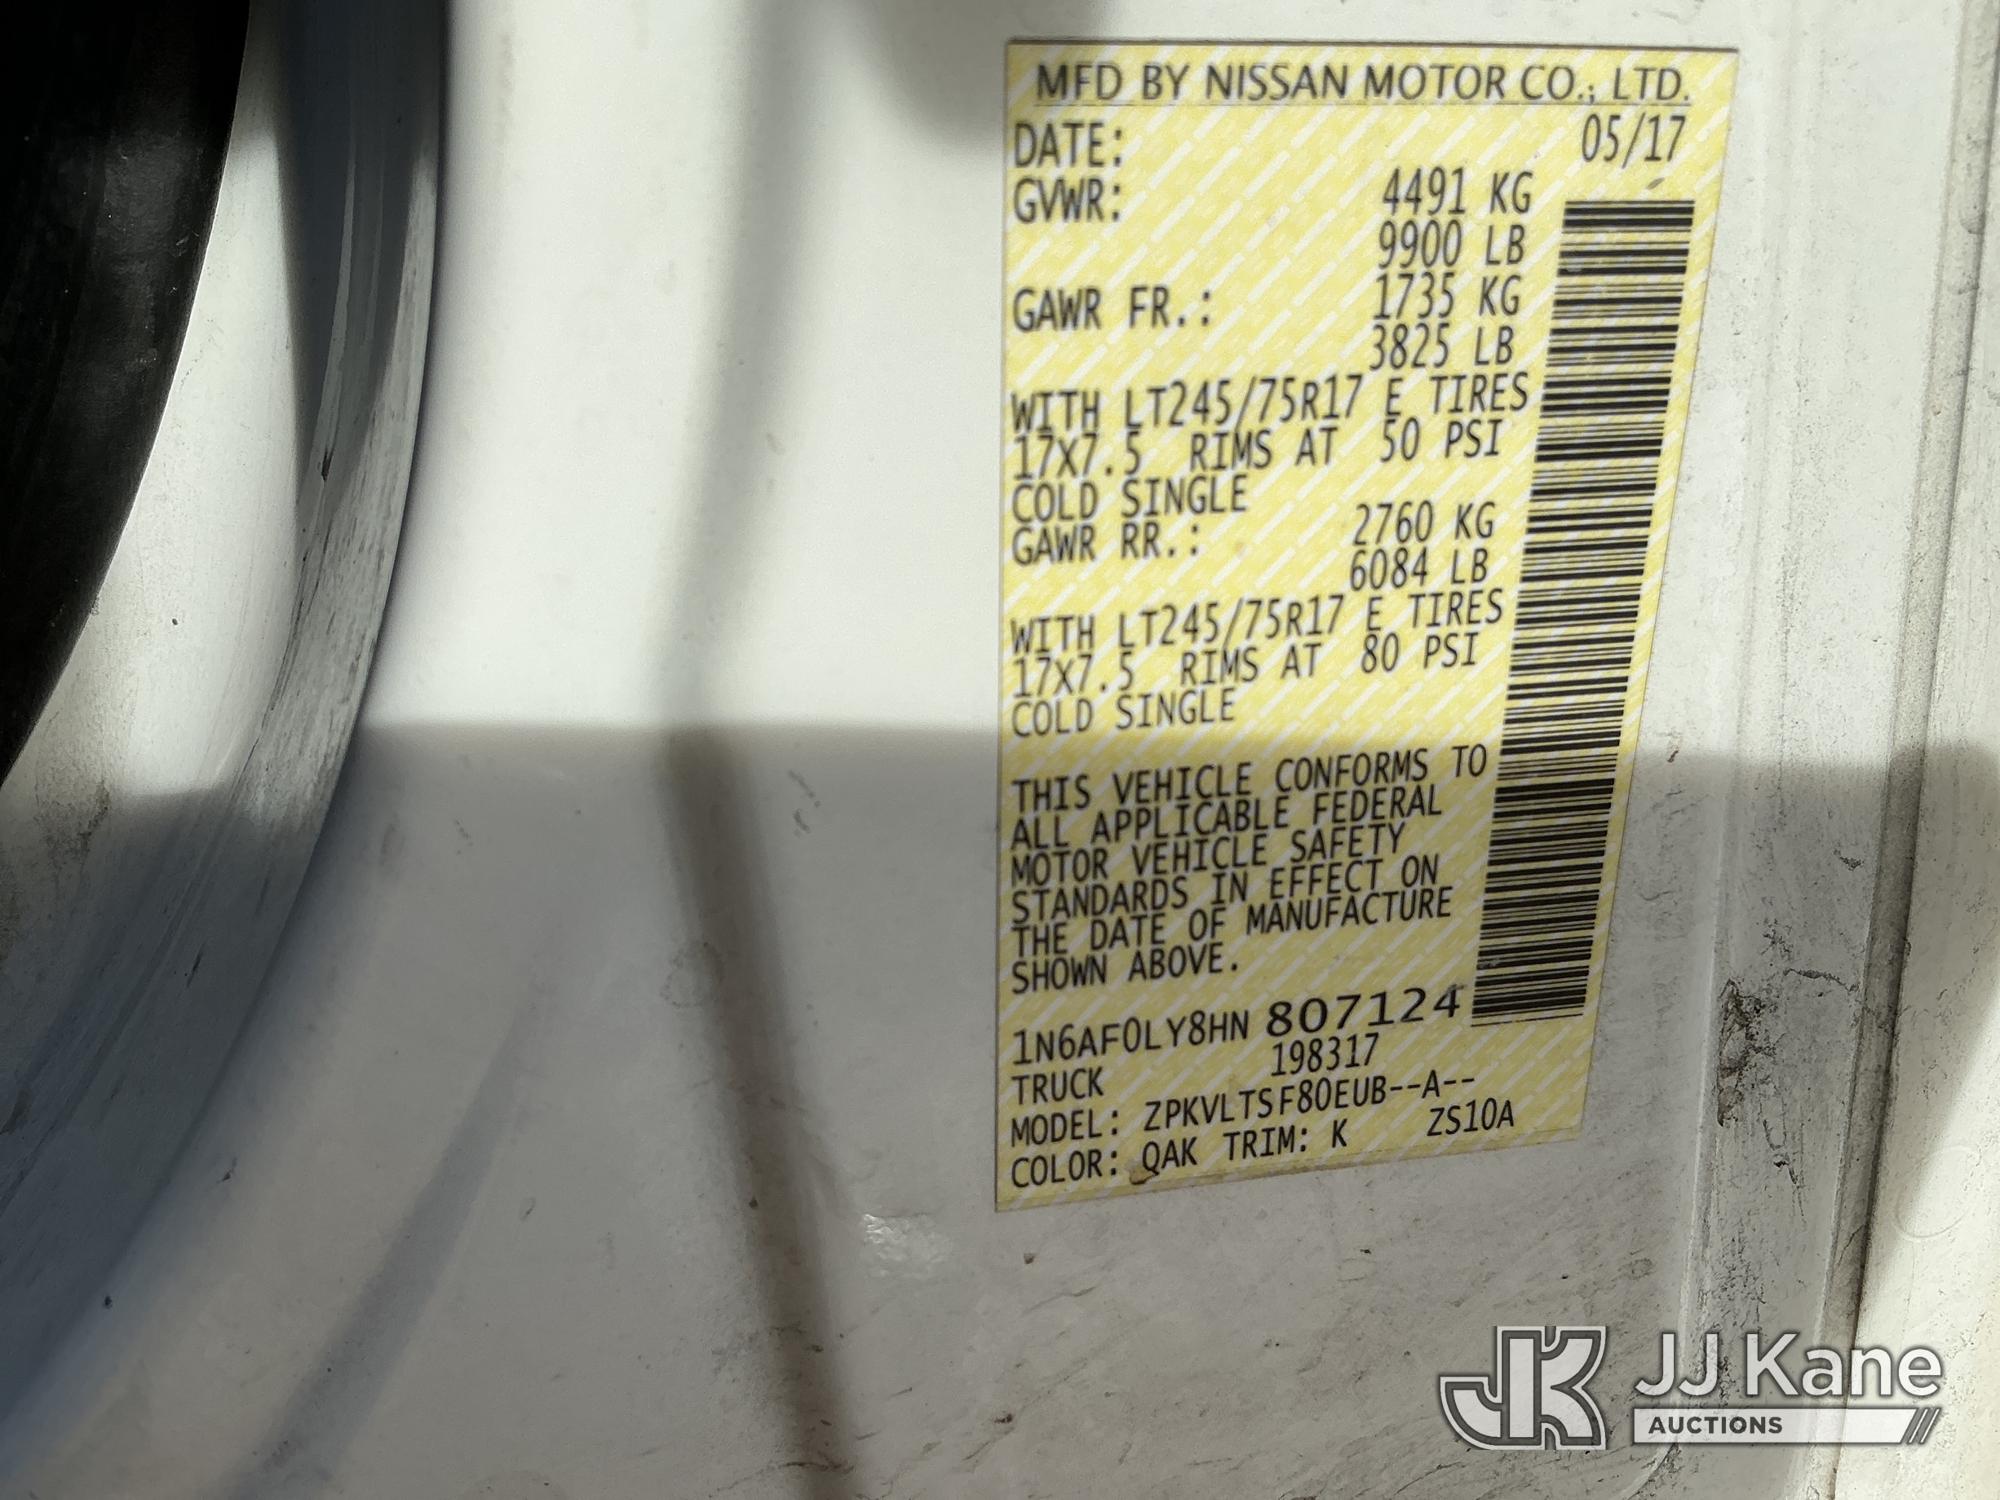 MFD BY NISSAN MOTOR CO., LTD.
DATE: 05/17
GVWR: 4491 KG
9900 LB
GAWR FR.: 1735 KG
3825 LB
WITH LT245/75R17 E TIRES
17X7.5 RIMS AT 50 PSI
COLD SINGLE
GAWR RR.: 2760 KG
6084 LB
WITH LT245/75R17 E TIRES
17X7.5 RIMS AT 80 PSI
COLD SINGLE
THIS VEHICLE CONFORMS TO
ALL APPLICABLE FEDERAL
MOTOR VEHICLE SAFETY
STANDARDS IN EFFECT ON
THE DATE OF MANUFACTURE
SHOWN ABOVE.
1N6AF0LY8HN 807124
198317
TRUCK
MODEL: ZPKVLTSF80EUB--A--
COLOR: QAK TRIM: K ZS10A
JK JJ Kane
AUCTIONS